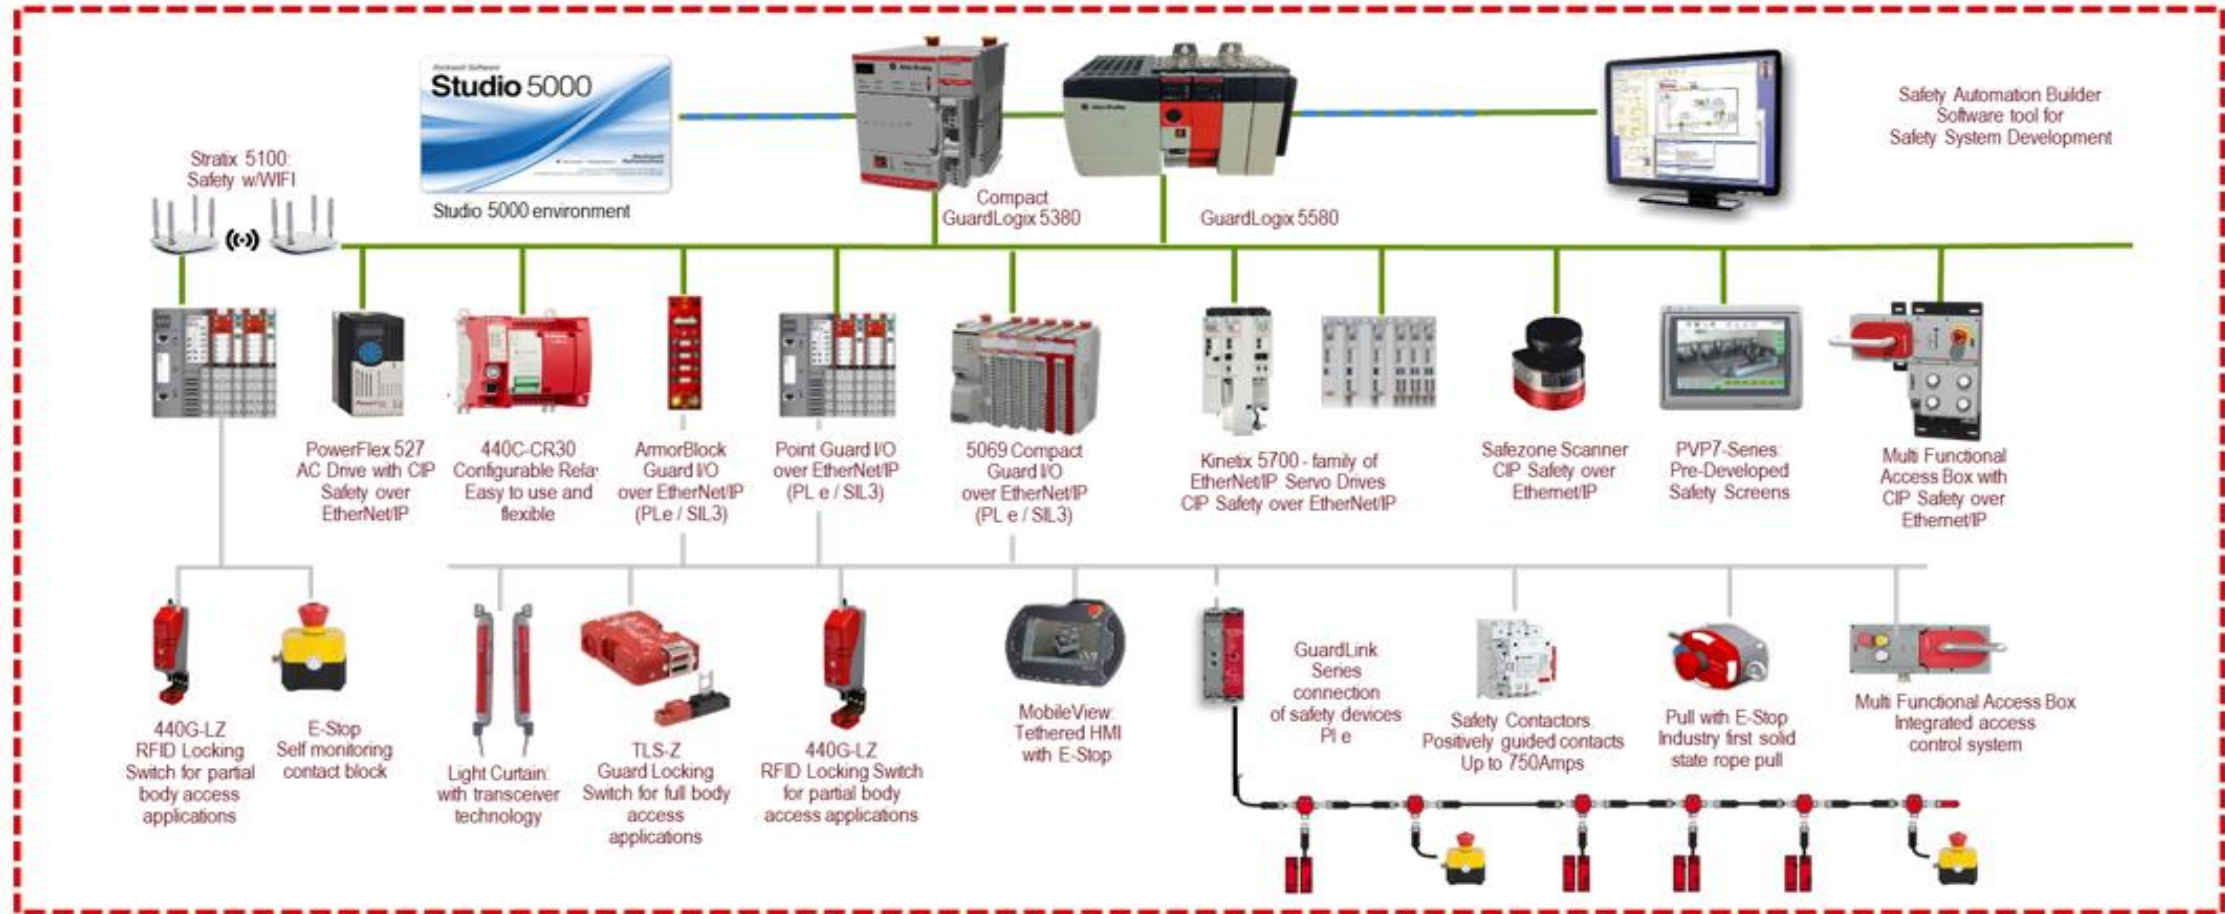 Rockwell Software
Studio 5000
Studio 5000 environment
Stratix 5100:
Safety w/WIFI
Compact
GuardLogix 5380
GuardLogix 5580
Safety Automation Builder
Software tool for
Safety System Development
PowerFlex 527
AC Drive with CIP
Safety over
EtherNet/IP
440C-CR30
Configurable Rela
Easy to use and
flexible
ArmorBlock
Guard I/O
over EtherNet/IP
(PLe / SIL3)
Point Guard I/O
over EtherNet/IP
(PL e / SIL3)
5069 Compact
Guard I/O
over EtherNet/IP
(PL e / SIL3)
Kinetix 5700 - family of
EtherNet/IP Servo Drives
CIP Safety over EtherNet/IP
Safezone Scanner
CIP Safety over
Ethernet/IP
PVP7-Series:
Pre-Developed
Safety Screens
Multi Functional
Access Box with
CIP Safety over
Ethernet/IP
440G-LZ
RFID Locking
Switch for partial
body access
applications
E-Stop
Self monitoring
contact block
Light Curtain:
with transceiver
technology
TLS-Z
Guard Locking
Switch for full body
access
applications
440G-LZ
RFID Locking Switch
for partial body
access applications
MobileView:
Tethered HMI
with E-Stop
GuardLink
Series
connection
of safety devices
Pl e
Safety Contactors
Positively guided contacts
Up to 750Amps
Pull with E-Stop
Industry first solid
state rope pull
Multi Functional Access Box
Integrated access
control system